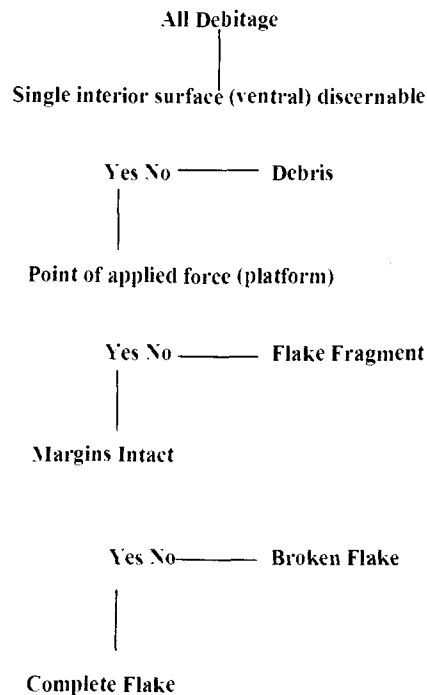 All Debitage
Single interior surface (ventral) discernable
Yes No Debris
Point of applied force (platform)
Yes No Flake Fragment
Margins Intact
Yes No Broken Flake
Complete Flake